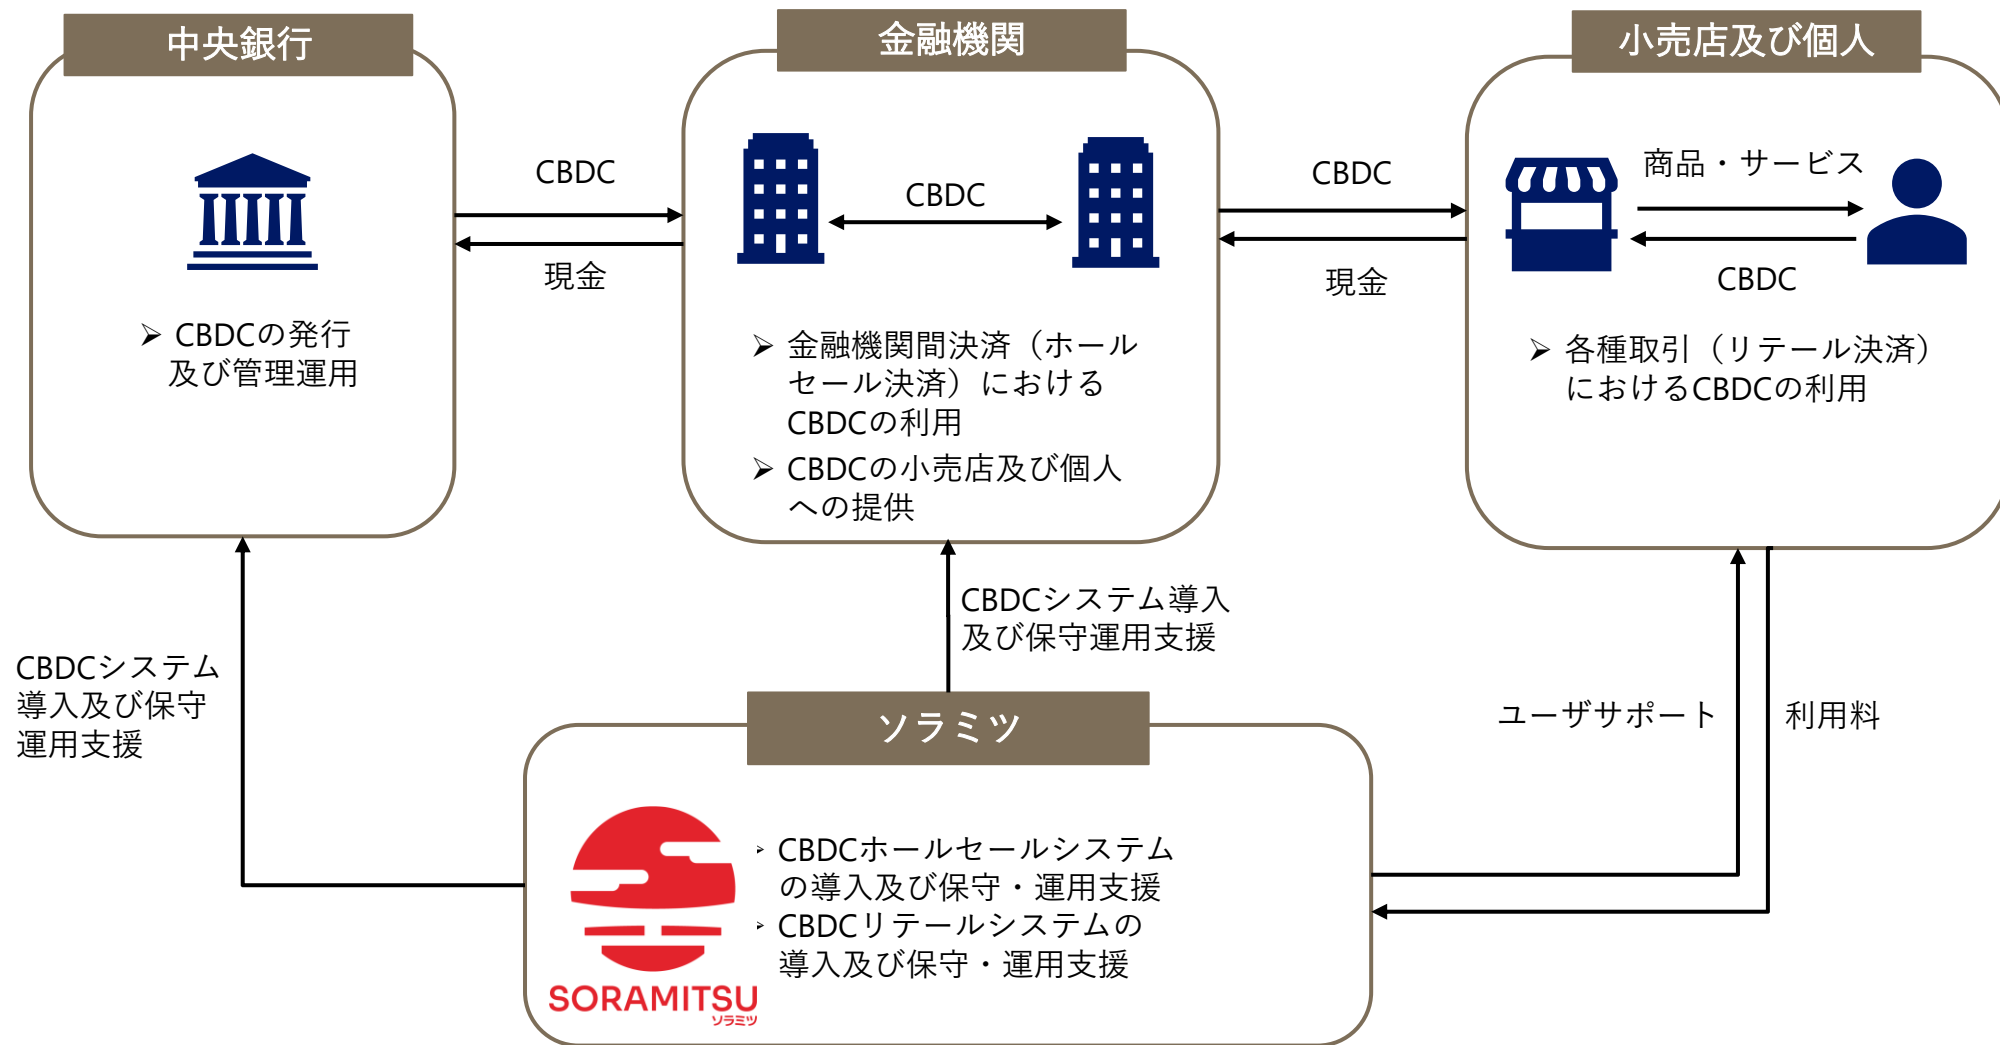 中央銀行
金融機関
小売店及び個人
CBDC
現金
CBDC
CBDC
現金
商品・サービス
CBDC
➢ CBDCの発行
及び管理運用
➢ 金融機関間決済（ホール
セール決済）における
CBDCの利用
➢ CBDCの小売店及び個人
への提供
➢ 各種取引（リテール決済）
におけるCBDCの利用
CBDCシステム
導入及び保守
運用支援
CBDCシステム導入
及び保守運用支援
ユーザサポート
利用料
ソラミツ
➢ CBDCホールセールシステム
の導入及び保守・運用支援
➢ CBDCリテールシステムの
導入及び保守・運用支援
SORAMITSU
ソラミツ